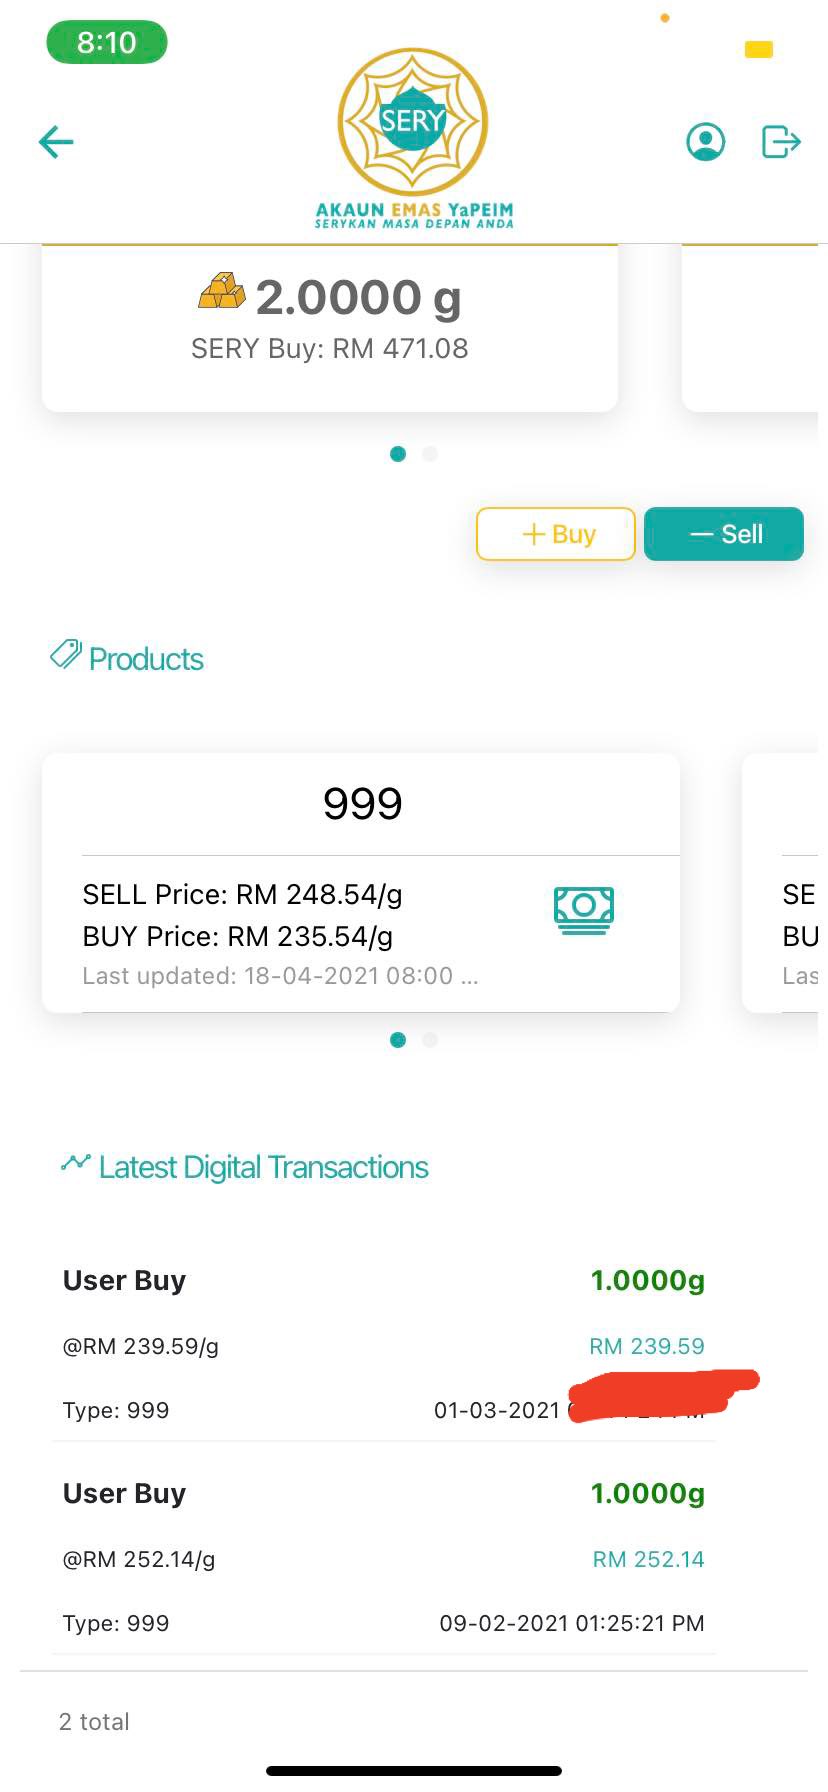 8:10
SERY
AKAUN EMAS YaPEIM
SERYKAN MASA DEPAN ANDA
2.0000 g
SERY Buy: RM 471.08
+ Buy
— Sell
Products
999
SELL Price: RM 248.54/g
BUY Price: RM 235.54/g
Last updated: 18-04-2021 08:00 ...
SE
BU
Las
Latest Digital Transactions
User Buy 1.0000g
@RM 239.59/g RM 239.59
Type: 999 01-03-2021
User Buy 1.0000g
@RM 252.14/g RM 252.14
Type: 999 09-02-2021 01:25:21 PM
2 total